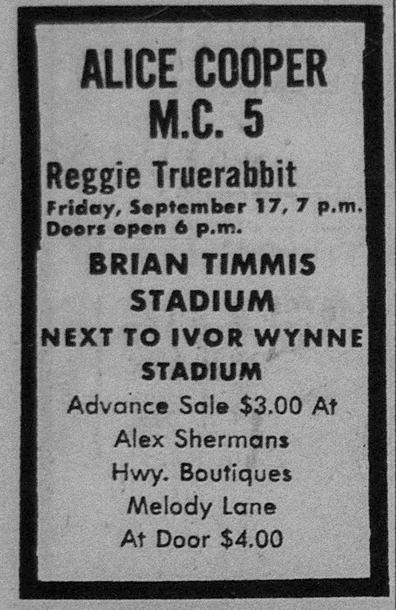 ALICE COOPER
M.C. 5
Reggie Truerabbit
Friday, September 17, 7 p.m.
Doors open 6 p.m.
BRIAN TIMMIS
STADIUM
NEXT TO IVOR WYNNE
STADIUM
Advance Sale $3.00 At
Alex Shermans
Hwy. Boutiques
Melody Lane
At Door $4.00